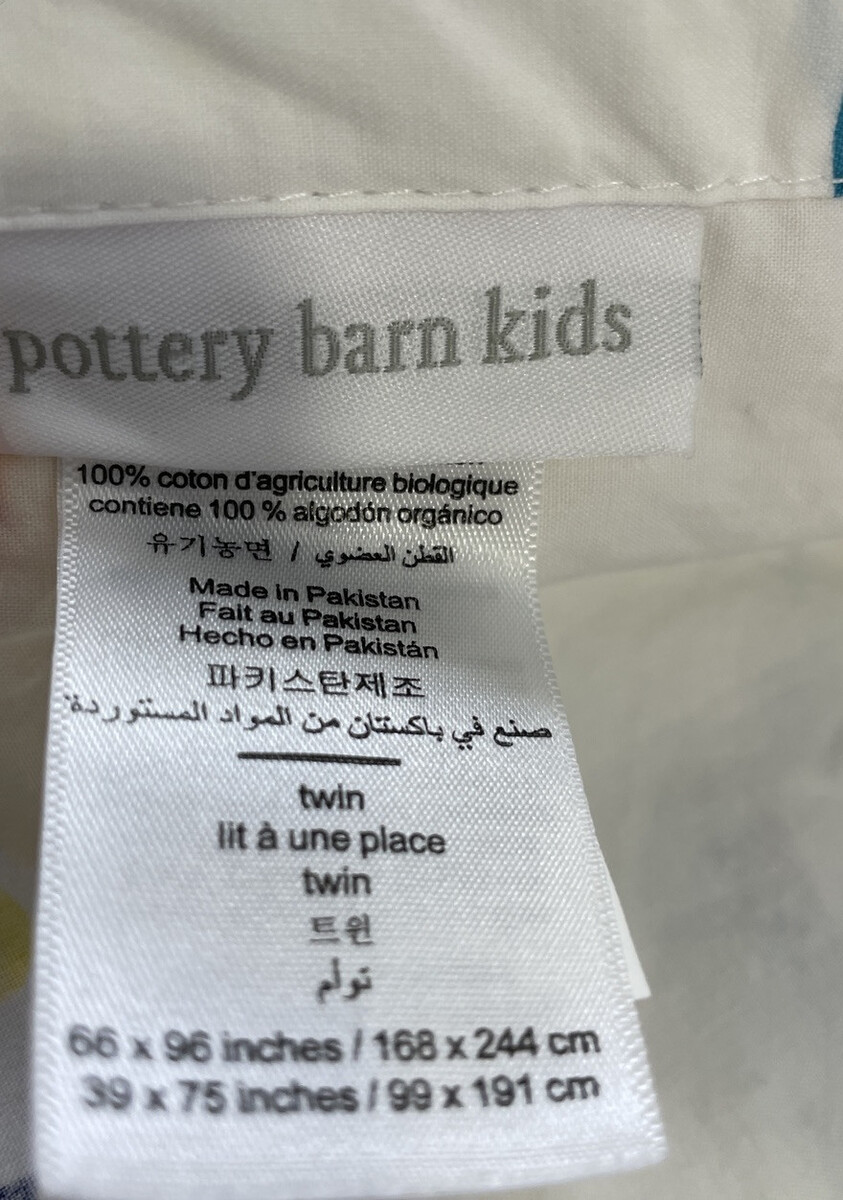 pottery barn kids
100% coton d'agriculture biologique
contiene 100 % algodón orgánico
유기농면 / القطن العضوي
Made in Pakistan
Fait au Pakistan
Hecho en Pakistán
파키스탄제조
صنع في باكستان من المواد المستوردة
twin
lit à une place
twin
트윈
توأم
66 x 96 inches / 168 x 244 cm
39 x 75 inches / 99 x 191 cm